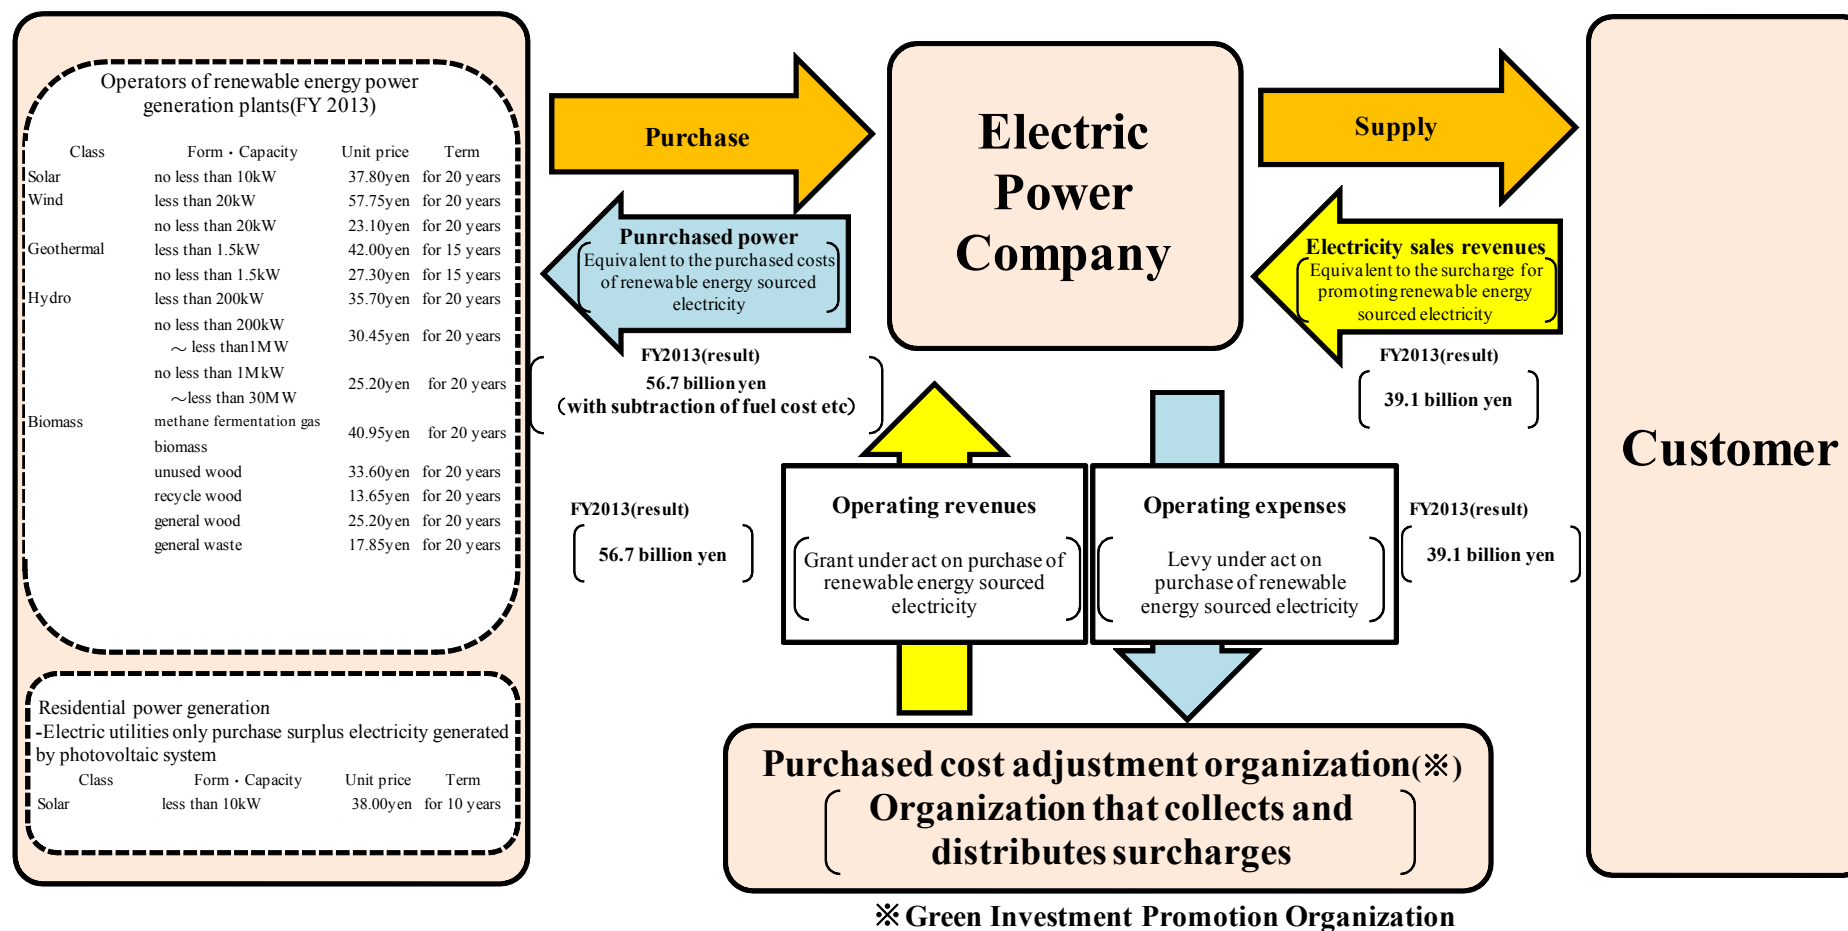 Operators of renewable energy power
generation plants(FY 2013)
Class Form・Capacity Unit price Term
Solar no less than 10kW 37.80yen for 20 years
Wind less than 20kW 57.75yen for 20 years
no less than 20kW 23.10yen for 20 years
Geothermal less than 1.5kW 42.00yen for 15 years
no less than 1.5kW 27.30yen for 15 years
Hydro less than 200kW 35.70yen for 20 years
no less than 200kW
～ less than1MW 30.45yen for 20 years
no less than 1MkW
～less than 30MW 25.20yen for 20 years
Biomass methane fermentation gas
biomass 40.95yen for 20 years
unused wood 33.60yen for 20 years
recycle wood 13.65yen for 20 years
general wood 25.20yen for 20 years
general waste 17.85yen for 20 years
Residential power generation
-Electric utilities only purchase surplus electricity generated
by photovoltaic system
Class Form・Capacity Unit price Term
Solar less than 10kW 38.00yen for 10 years
Purchase
Punrchased power
Equivalent to the purchased costs
of renewable energy sourced
electricity
FY2013(result)
56.7 billion yen
(with subtraction of fuel cost etc)
Electric
Power
Company
Supply
Electricity sales revenues
Equivalent to the surcharge for
promoting renewable energy
sourced electricity
FY2013(result)
39.1 billion yen
Customer
FY2013(result)
56.7 billion yen
Operating revenues
Grant under act on purchase of
renewable energy sourced
electricity
Operating expenses
Levy under act on
purchase of renewable
energy sourced electricity
FY2013(result)
39.1 billion yen
Purchased cost adjustment organization(※)
Organization that collects and
distributes surcharges
※Green Investment Promotion Organization